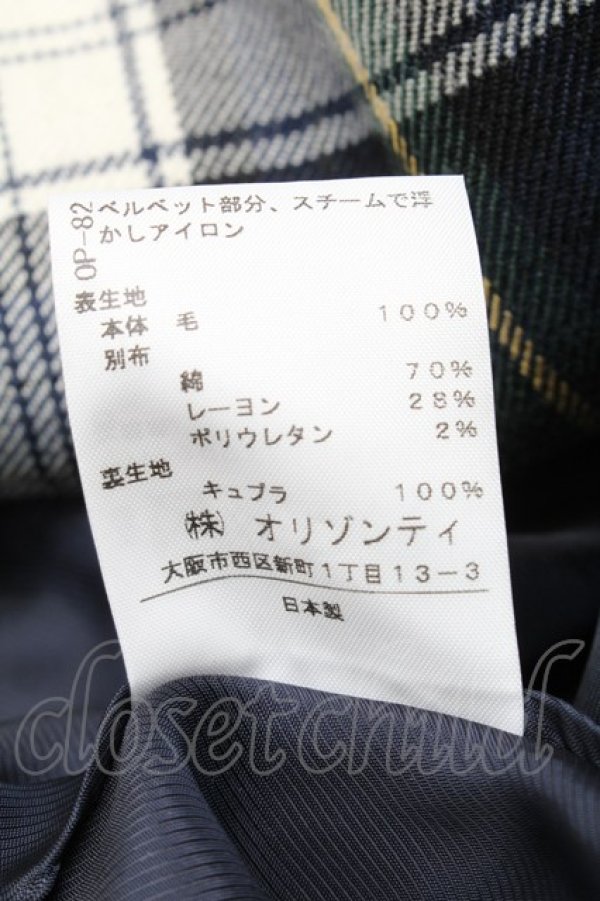 OP-82
ベルベット部分、スチームで浮
かしアイロン
表生地
本体 毛 100%
別布
綿 70%
レーヨン 28%
ポリウレタン 2%
裏生地
キュプラ 100%
㈱ オリゾンティ
大阪市西区新町1丁目13-3
日本製
closetchild